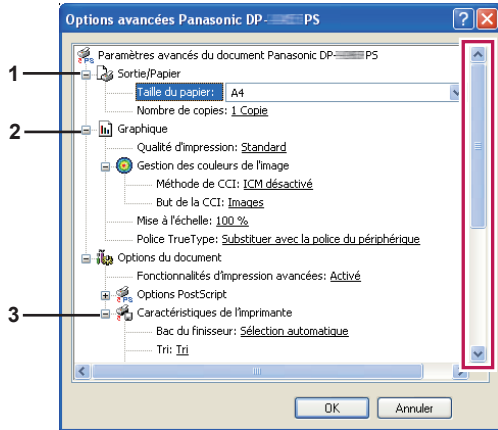 Options avancées Panasonic DP- PS
Paramètres avancés du document Panasonic DP- PS
1
Sortie/Papier
Taille du papier: A4
Nombre de copies: 1 Copie
2
Graphique
Qualité d'impression: Standard
Gestion des couleurs de l'image
Méthode de CCI: ICM désactivé
But de la CCI: Images
Mise à l'échelle: 100 %
Police TrueType: Substituer avec la police du périphérique
Options du document
Fonctionnalités d'impression avancées: Activé
Options PostScript
3
Caractéristiques de l'imprimante
Bac du finisseur: Sélection automatique
Tri: Tri
OK
Annuler